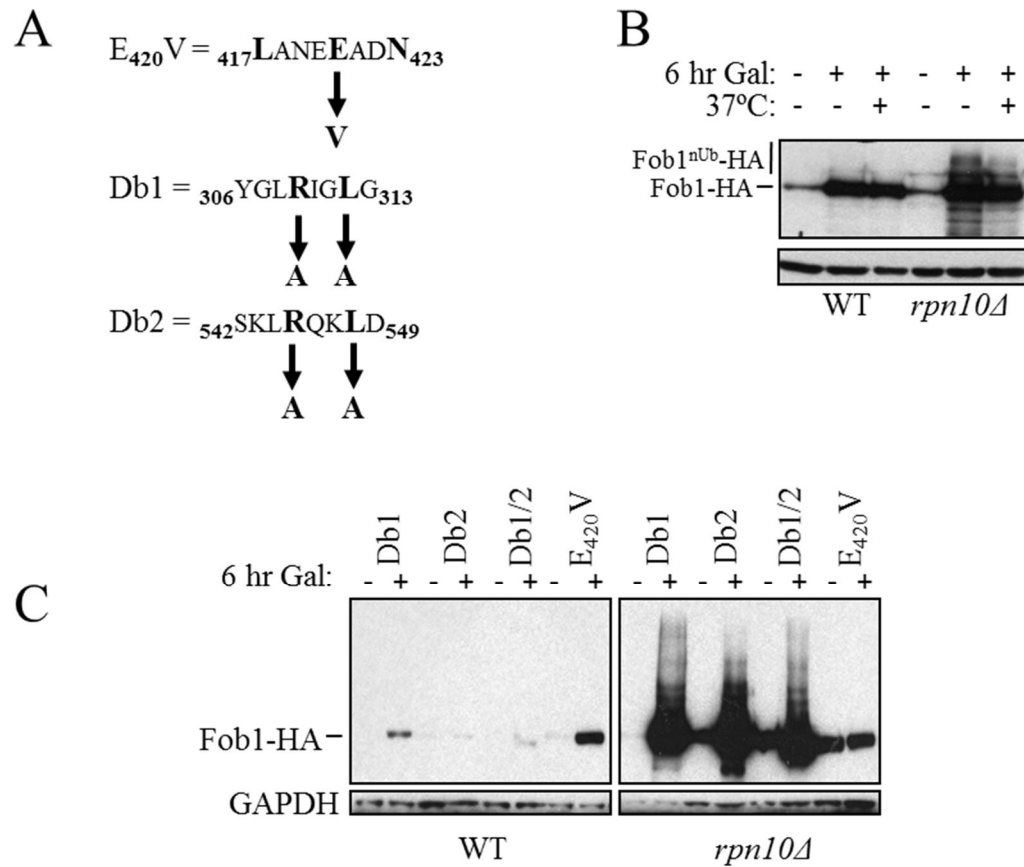 A
E420V = 417LANEEADN423
V
Db1 = 306YGLRIGLG313
A A
Db2 = 542SKLRQKLD549
A A
B
6 hr Gal: - + + - + +
37ºC: - - + - - +
Fob1nUb-HA
Fob1-HA
WT rpn10Δ
C
Db1 Db2 Db1/2 E420V Db1 Db2 Db1/2 E420V
6 hr Gal: - + - + - + - + - + - + - + - +
Fob1-HA
GAPDH
WT rpn10Δ